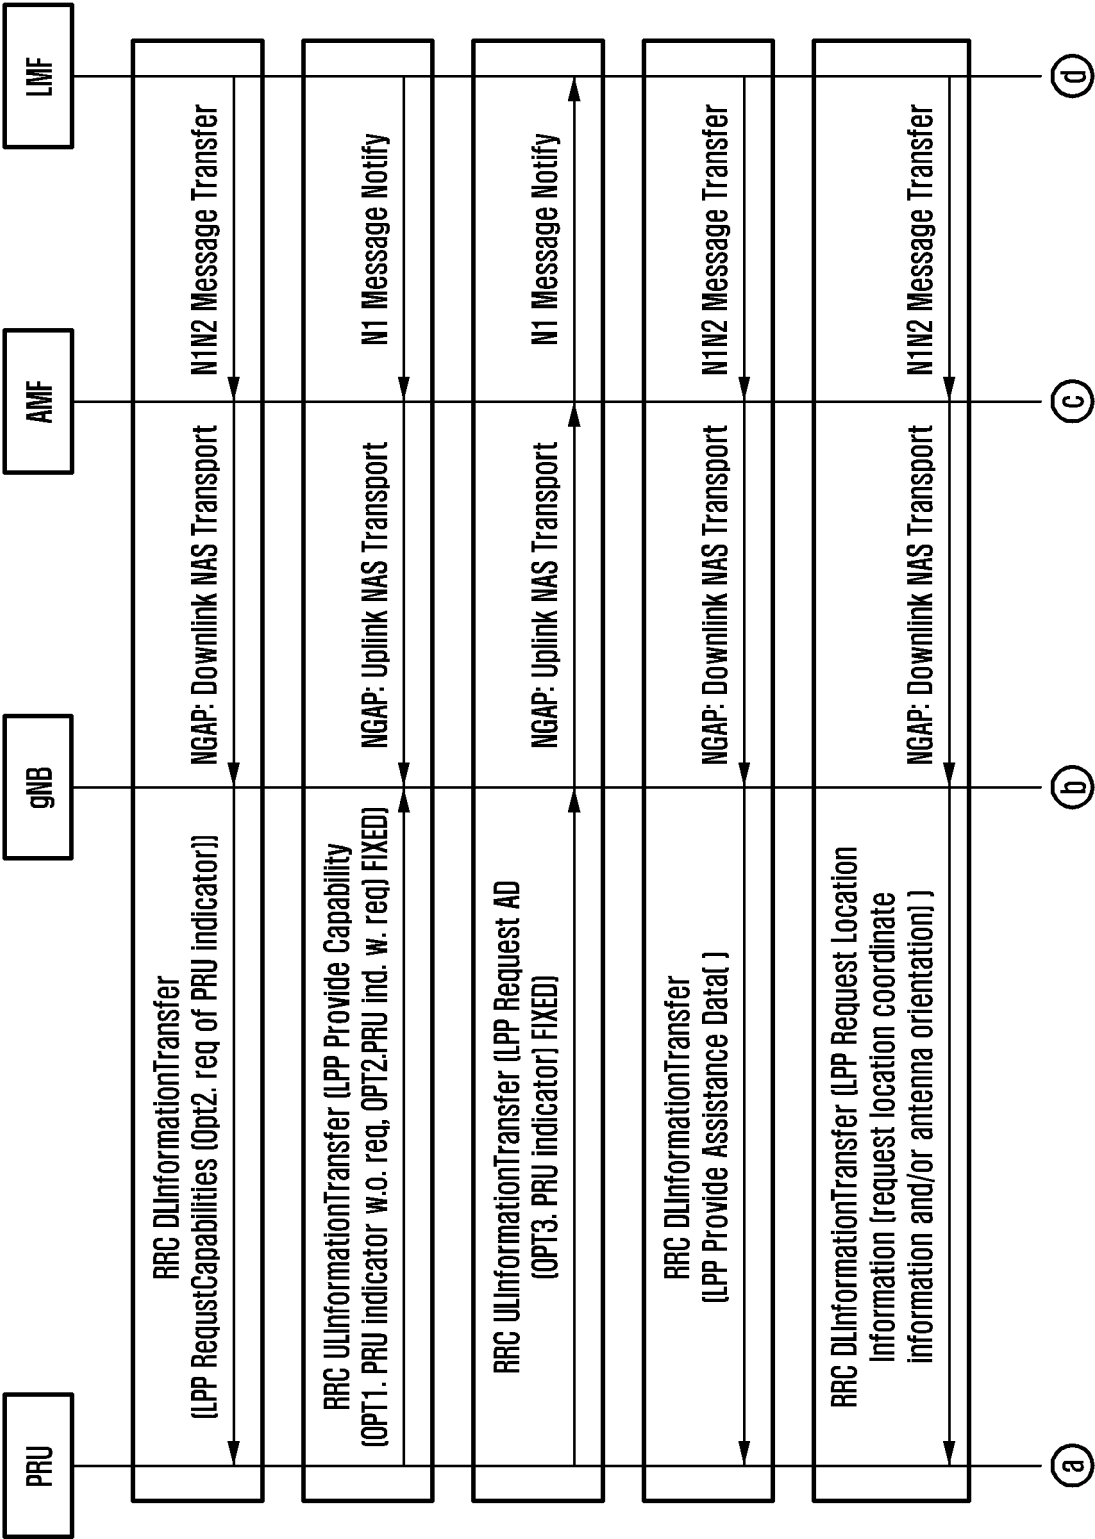 PRU
gNB
AMF
LMF
RRC DLInformationTransfer
(LPP RequstCapabilities (Opt2. req of PRU indicator))
NGAP: Downlink NAS Transport
N1N2 Message Transfer
RRC ULInformationTransfer (LPP Provide Capability
(OPT1. PRU indicator w.o. req, OPT2.PRU ind. w. req) FIXED)
NGAP: Uplink NAS Transport
N1 Message Notify
RRC ULInformationTransfer (LPP Request AD
(OPT3. PRU indicator) FIXED)
NGAP: Uplink NAS Transport
N1 Message Notify
RRC DLInformationTransfer
(LPP Provide Assistance Data( )
NGAP: Downlink NAS Transport
N1N2 Message Transfer
RRC DLInformationTransfer (LPP Request Location
Information (request location coordinate
information and/or antenna orientation) )
NGAP: Downlink NAS Transport
N1N2 Message Transfer
a
b
c
d